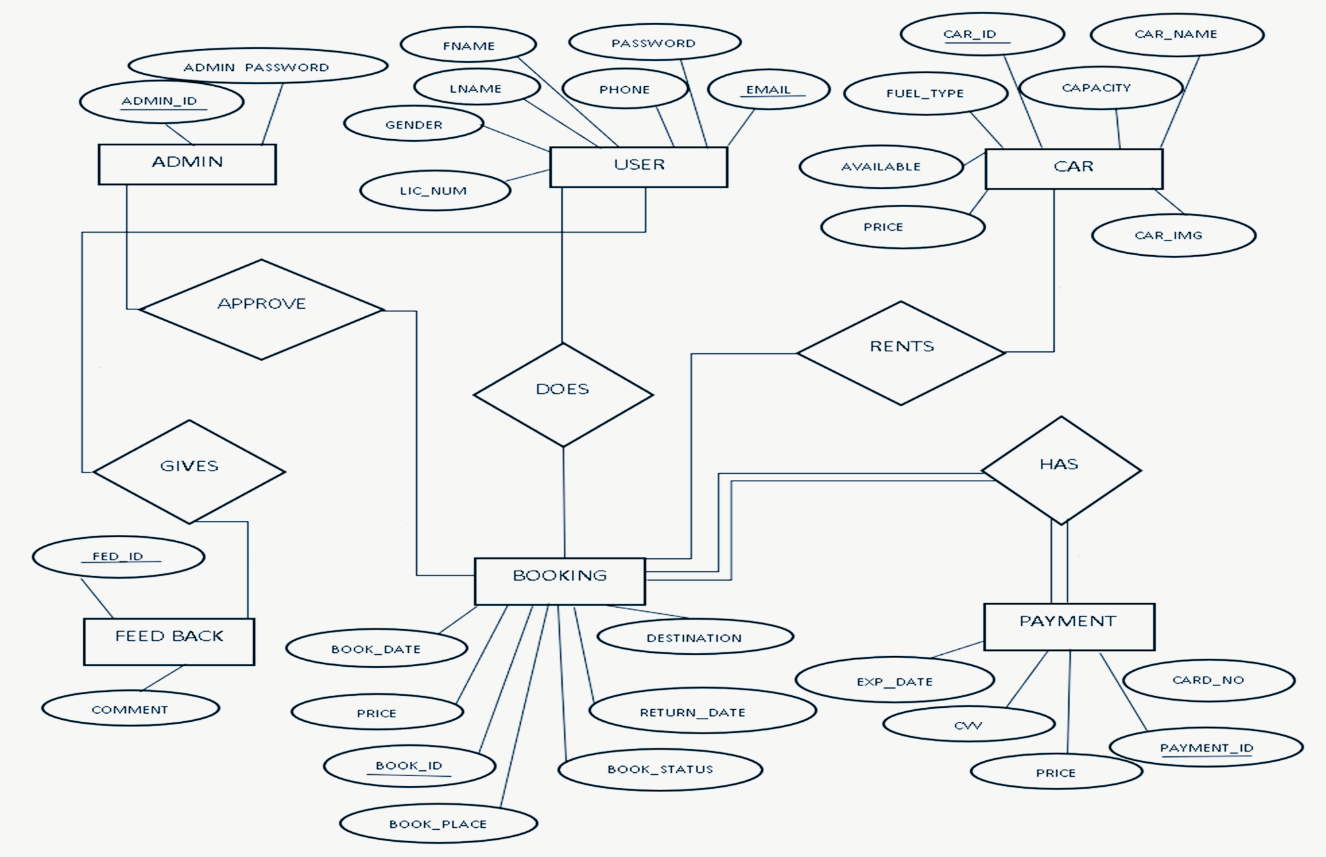 FNAME
PASSWORD
CAR_ID
CAR_NAME
ADMIN PASSWORD
LNAME
PHONE
EMAIL
FUEL_TYPE
CAPACITY
ADMIN_ID
GENDER
ADMIN
USER
CAR
AVAILABLE
LIC_NUM
PRICE
CAR_IMG
APPROVE
RENTS
DOES
GIVES
HAS
FED_ID
BOOKING
PAYMENT
FEED BACK
BOOK_DATE
DESTINATION
EXP_DATE
CARD_NO
COMMENT
PRICE
RETURN_DATE
CVV
PAYMENT_ID
BOOK_ID
BOOK_STATUS
PRICE
BOOK_PLACE